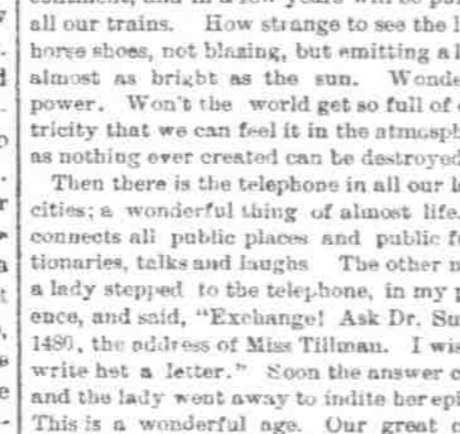 all our trains. How strange to see the l
horse shoes, not blazing, but emitting a l
almost as bright as the sun. Wonde
power. Won't the world get so full of
tricity that we can feel it in the atmosph
as nothing ever created can be destroyed
Then there is the telephone in all our l
cities; a wonderful thing of almost life.
connects all public places and public f
tionaries, talks and laughs The other
a lady stepped to the telephone, in my p
ence, and said, "Exchange! Ask Dr. Su
1480, the address of Miss Tillman. I wis
write het a letter." Soon the answer c
and the lady went away to indite her epi
This is a wonderful age. Our great c